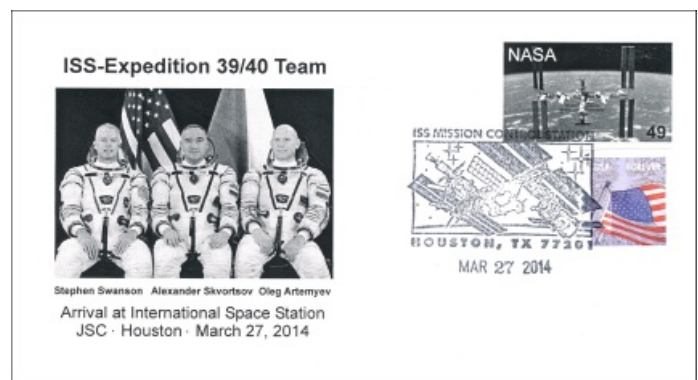 ISS-Expedition 39/40 Team
Stephen Swanson Alexander Skvortsov Oleg Artemyev
Arrival at International Space Station
JSC · Houston · March 27, 2014
NASA
49
ISS MISSION CONTROL STATION
HOUSTON, TX 77201
MAR 27 2014